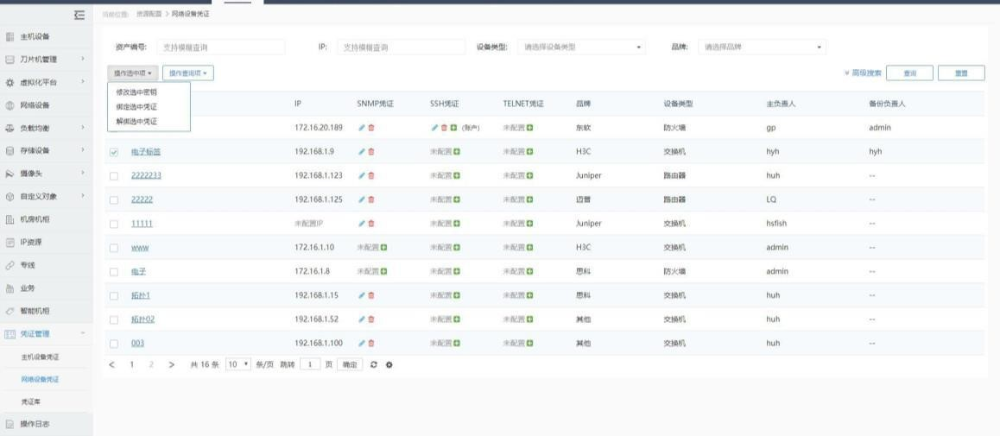 当前位置: 资源配置 > 网络设备凭证
主机设备
刀片机管理
虚拟化平台
网络设备
负载均衡
存储设备
摄像头
自定义对象
机房机柜
IP资源
专线
业务
智能机柜
凭证管理
主机设备凭证
网络设备凭证
凭证库
操作日志
资产编号: 支持模糊查询 IP: 支持模糊查询 设备类型: 请选择设备类型 品牌: 请选择品牌
操作选中项 操作查询项 高级搜索 查询 重置
修改选中密钥
绑定选中凭证
解绑选中凭证
IP SNMP凭证 SSH凭证 TELNET凭证 品牌 设备类型 主负责人 备份负责人
172.16.20.189 (账户) 未配置 东软 防火墙 gp admin
电子标签 192.168.1.9 未配置 未配置 H3C 交换机 hyh hyh
2222233 192.168.1.123 未配置 未配置 Juniper 路由器 huh --
22222 192.168.1.125 未配置 未配置 迈普 路由器 LQ --
11111 未配置IP 未配置 未配置 Juniper 交换机 hsfish --
www 172.16.1.10 未配置 未配置 未配置 H3C 交换机 admin --
电子 172.16.1.8 未配置 未配置 未配置 思科 防火墙 admin --
拓扑1 192.168.1.15 未配置 未配置 思科 交换机 huh --
拓扑02 192.168.1.52 未配置 未配置 其他 交换机 huh --
003 192.168.1.100 未配置 未配置 其他 交换机 huh --
< 1 2 > 共 16 条 10 条/页 跳转 1 页 确定